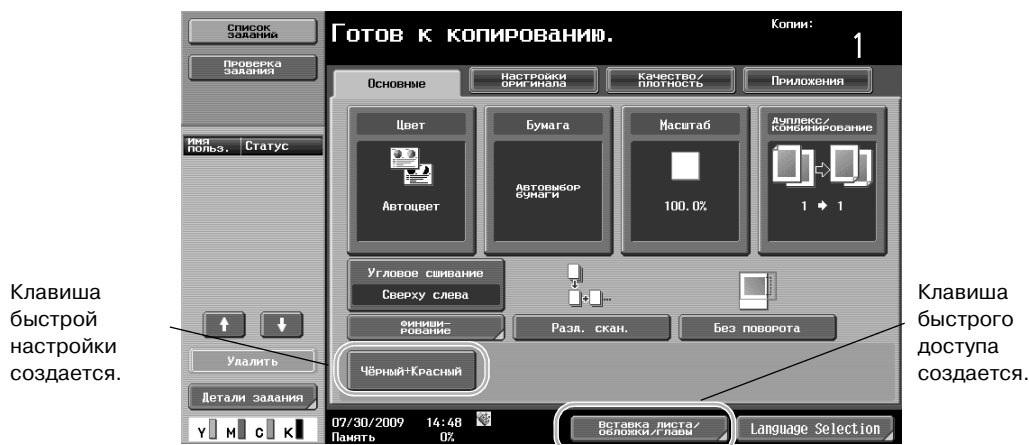 Список
задания
Готов к копированию.
Копии:
1
Проверка
задания
Основные
Настройки
оригинала
Качество/
плотность
Приложения
Имя
польз.
Статус
Цвет
Бумага
Масштаб
Дуплекс/
комбинирование
Автоцвет
Автовыбор
бумаги
100.0%
1 ➔ 1
Угловое сшивание
Сверху слева
Финиши-
рование
Разд. скан.
Без поворота
Чёрный+Красный
Удалить
Детали задания
Y M C K
07/30/2009 14:48
Память 0%
Вставка листа/
обложки/главы
Language Selection
Клавиша
быстрой
настройки
создается.
Клавиша
быстрого
доступа
создается.